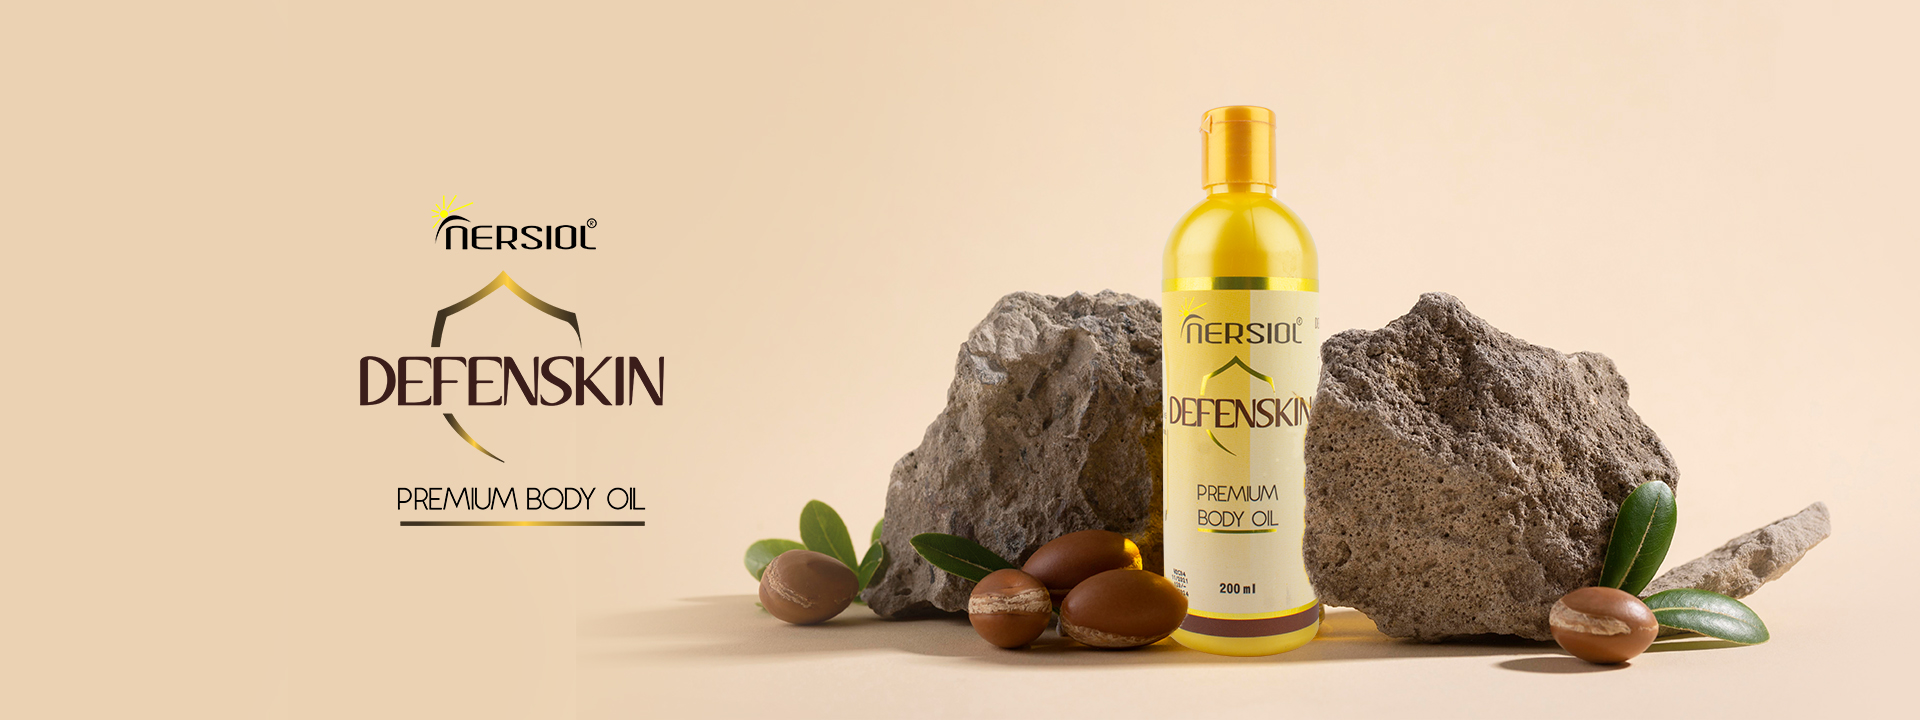 NERSIOL®
DEFENSKIN
PREMIUM BODY OIL
NERSIOL®
DEFENSKIN
PREMIUM
BODY OIL
200 ml